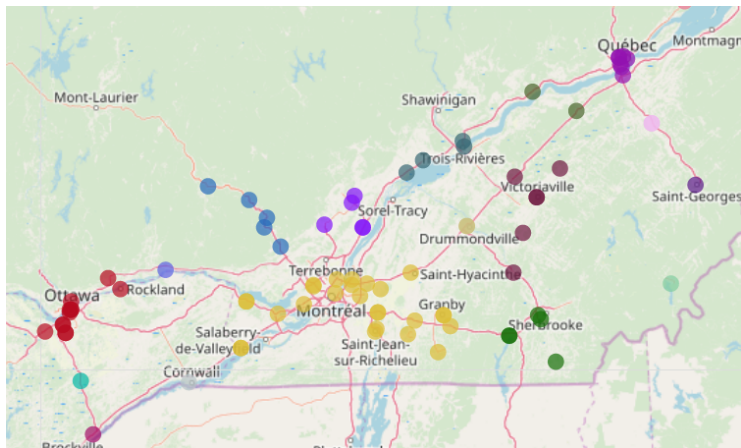 Québec
Montmagn
Mont-Laurier
Shawinigan
Trois-Rivières
Victoriaville
Saint-Georges
Sorel-Tracy
Drummondville
Terrebonne
Saint-Hyacinthe
Ottawa
Rockland
Montréal
Granby
Sherbrooke
Salaberry-
de-Valleyfield
Saint-Jean-
sur-Richelieu
Cornwall
Brockville